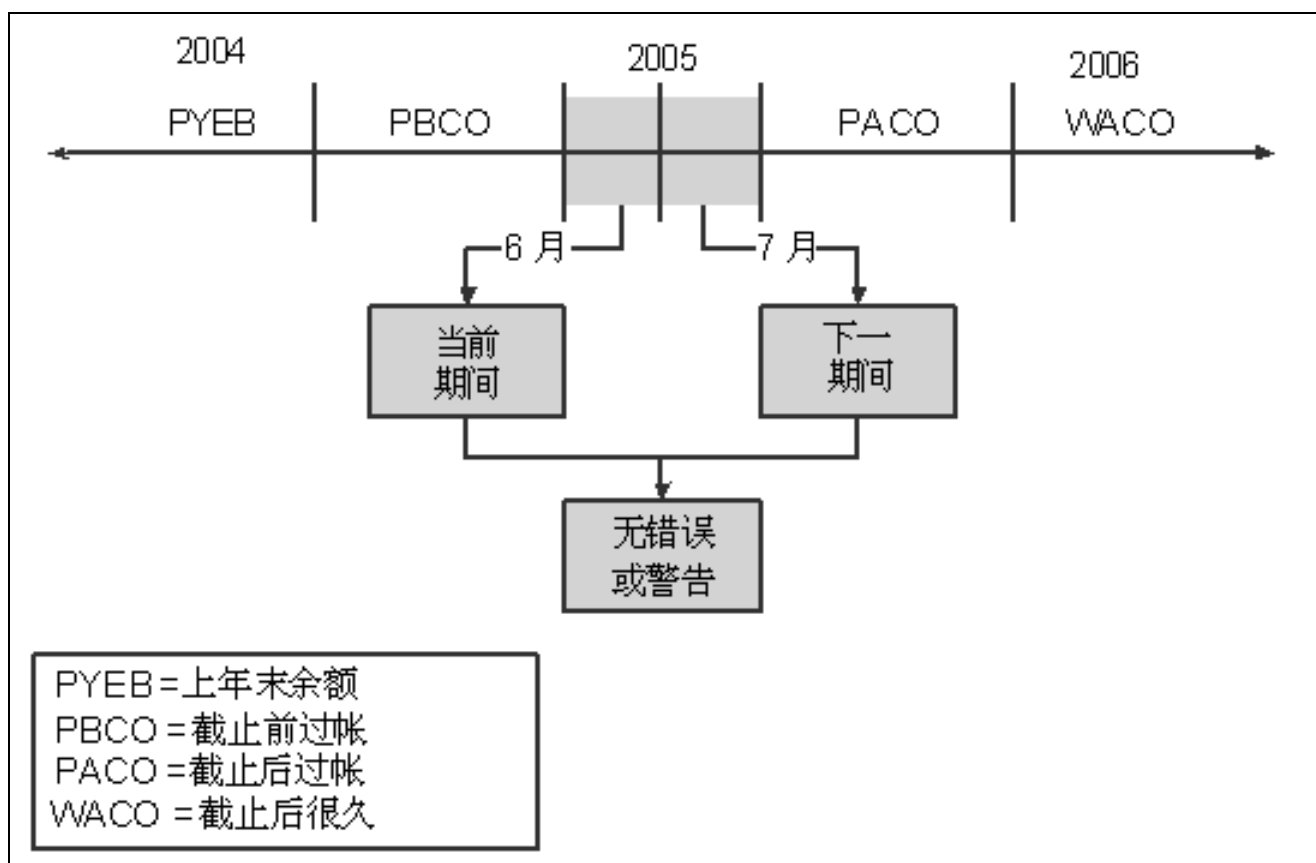 2004
2005
2006
PYEB
PBCO
PACO
WACO
6 月
7 月
当前
期间
下一
期间
无错误
或警告
PYEB=上年末余额
PBCO =截止前过帐
PACO =截止后过帐
WACO =截止后很久